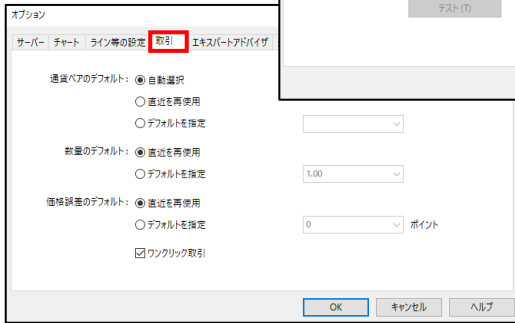 テスト (T)
オプション
サーバー チャート ライン等の設定 取引 エキスパートアドバイザ
通貨ペアのデフォルト: 自動選択
直近を再使用
デフォルトを指定
数量のデフォルト: 直近を再使用
デフォルトを指定 1.00
価格誤差のデフォルト: 直近を再使用
デフォルトを指定 0 ポイント
ワンクリック取引
OK キャンセル ヘルプ